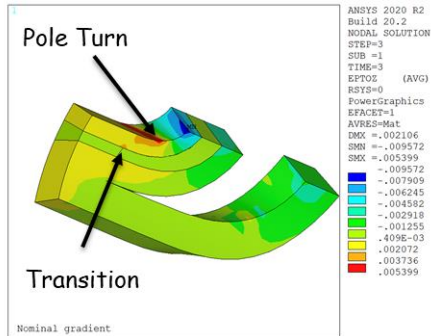 1
Pole Turn
Transition
Nominal gradient
ANSYS 2020 R2
Build 20.2
NODAL SOLUTION
STEP=3
SUB =1
TIME=3
EPTOZ (AVG)
RSYS=0
PowerGraphics
EFACET=1
AVRES=Mat
DMX =.002106
SMN =-.009572
SMX =.005399
-.009572
-.007909
-.006245
-.004582
-.002918
-.001255
.409E-03
.002072
.003736
.005399